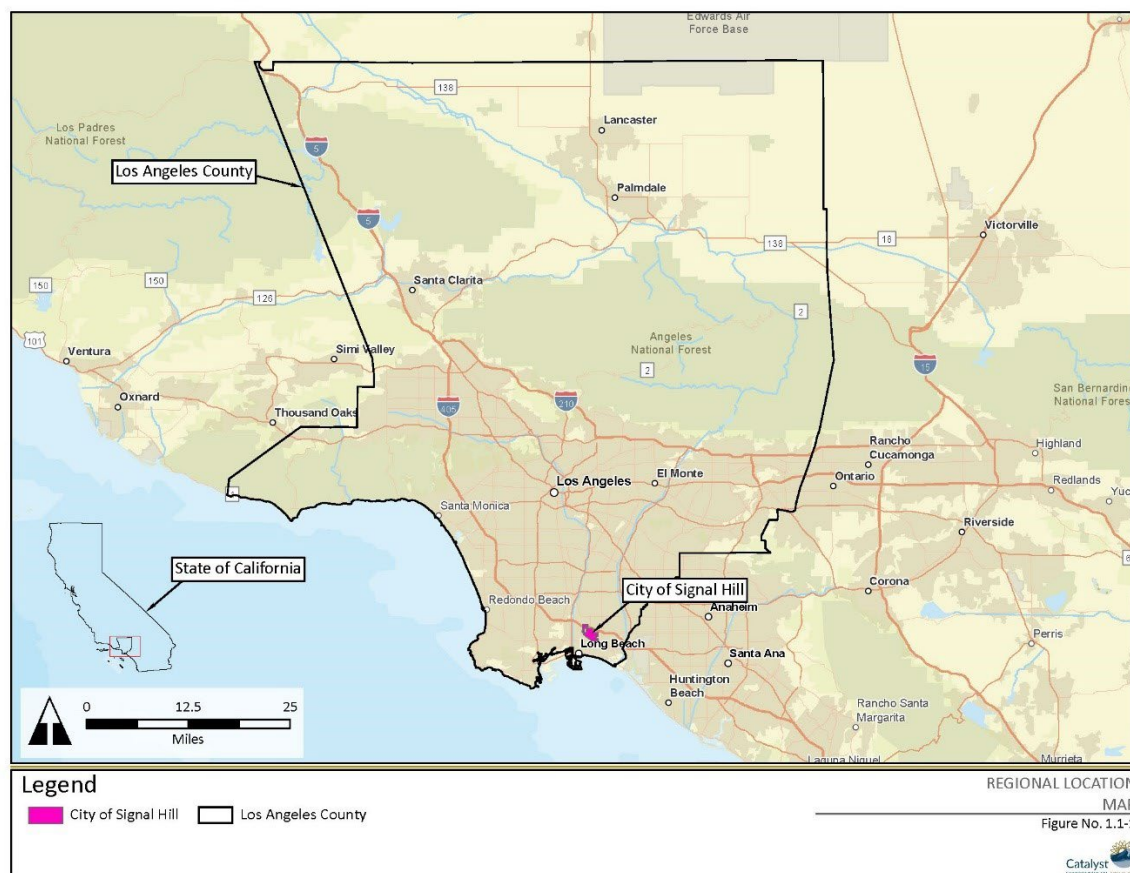 Edwards Air
Force Base
138
Los Padres
National Forest
Lancaster
5
Los Angeles County
Palmdale
5
Victorville
138
18
Santa Clarita
150
150
126
2
101
Ventura
Simi Valley
Angeles
National Forest
2
15
San Bernardino
National Fores
Oxnard
Thousand Oaks
405
210
Rancho
Cucamonga
Highland
El Monte
Ontario
Los Angeles
Redlands
Santa Monica
Yuc
Riverside
State of California
City of Signal Hill
6
Corona
Redondo Beach
Anaheim
Long Beach
Perris
Santa Ana
Huntington
Beach
Rancho Santa
Margarita
0 12.5 25
Miles
Laguna Niguel
Murrieta
Legend
REGIONAL LOCATION
MAP
City of Signal Hill
Los Angeles County
Figure No. 1.1-
Catalyst